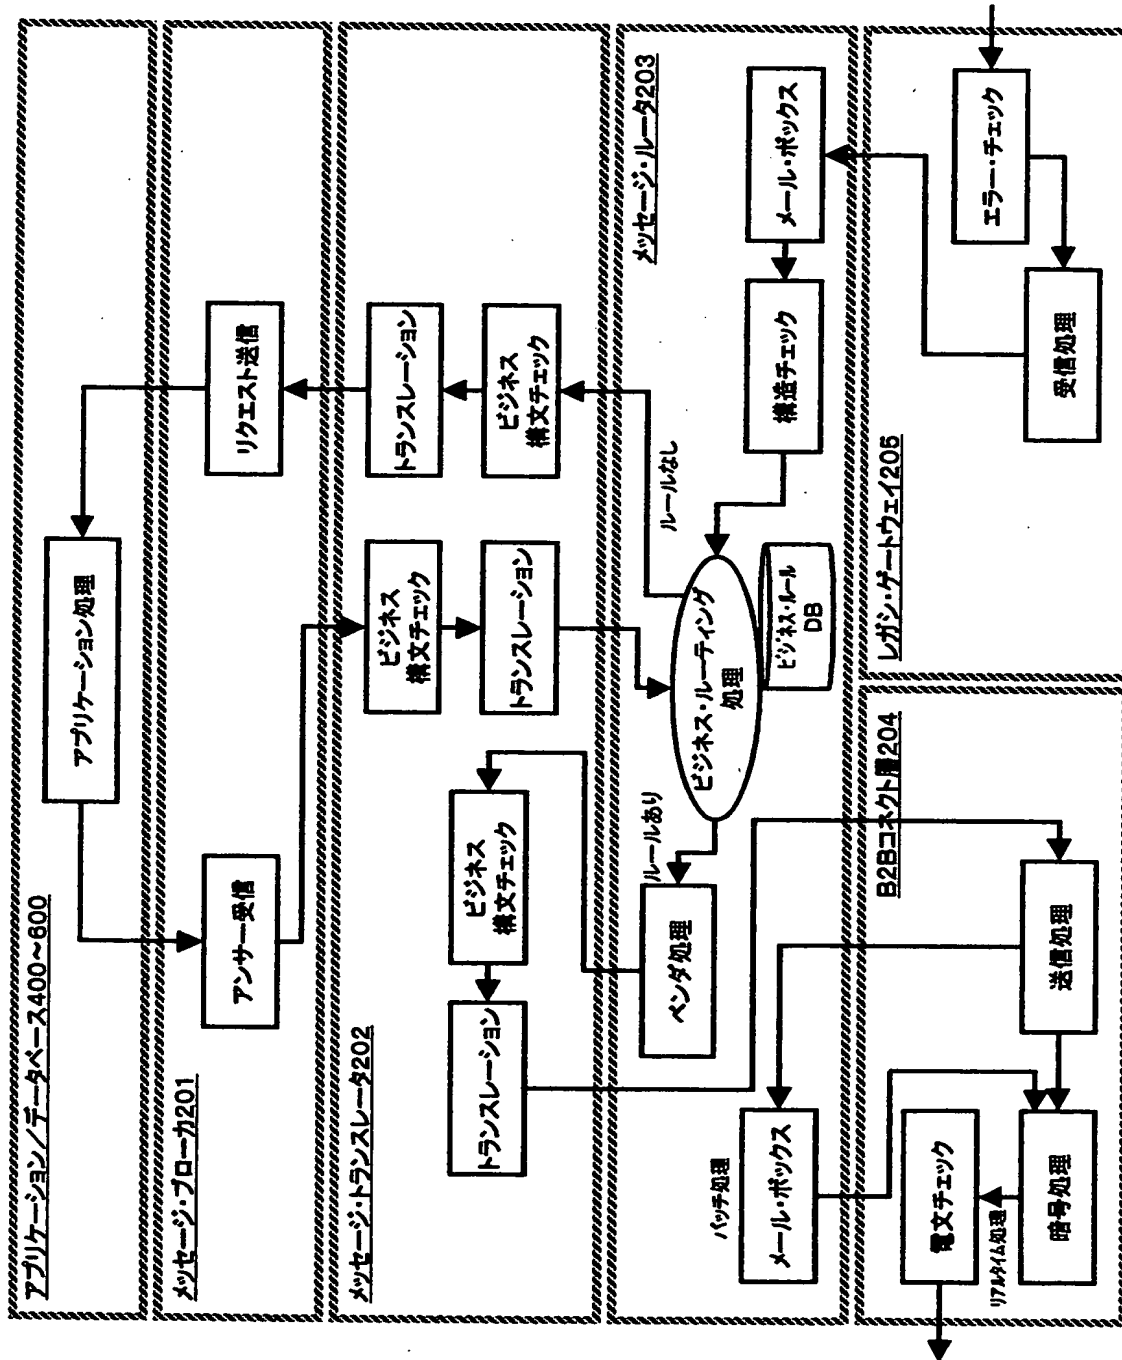 アプリケーション/データベース400~600
アプリケーション処理
メッセージ・ブローカ201
アンサー受信
リクエスト送信
メッセージ・トランスレータ202
トランスレーション
ビジネス
構文チェック
ビジネス
構文チェック
トランスレーション
トランスレーション
ビジネス
構文チェック
メッセージ・ルータ203
バッチ処理
メール・ボックス
ベンダ処理
ルールあり
ビジネス・ルーティング
処理
ビジネス・ルール
DB
ルールなし
構造チェック
メール・ボックス
B2Bコネクト層204
電文チェック
リアルタイム処理
暗号処理
送信処理
レガシ・ゲートウェイ205
エラー・チェック
受信処理